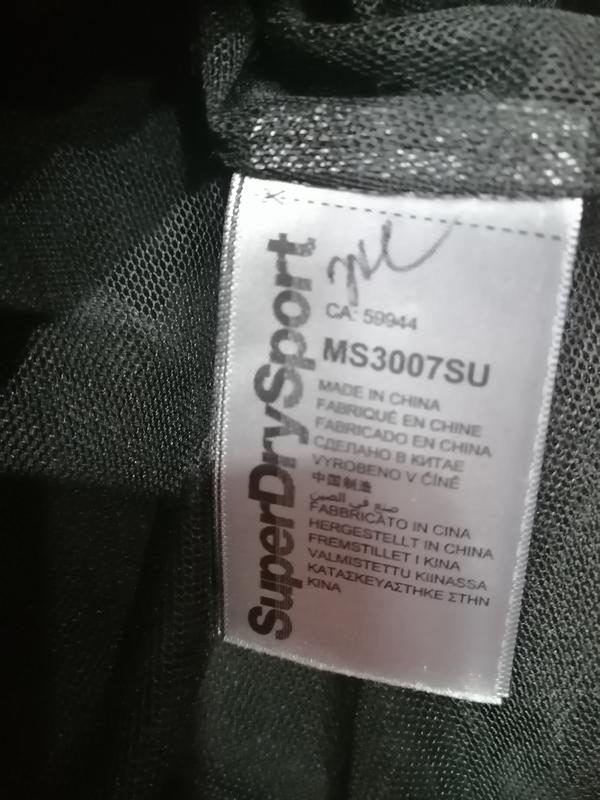 SuperDrySport
CA: 59944
MS3007SU
MADE IN CHINA
FABRIQUÉ EN CHINE
FABRICADO EN CHINA
СДЕЛАНО В КИТАЕ
VYROBENO V ČÍNĚ
中国制造
صنع في الصين
FABBRICATO IN CINA
HERGESTELLT IN CHINA
FREMSTILLET I KINA
VALMISTETTU KIINASSA
ΚΑΤΑΣΚΕΥΑΣΤΗΚΕ ΣΤΗΝ
ΚΙΝΑ